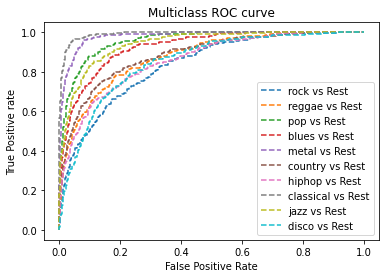 Multiclass ROC curve
True Positive rate
1.0
0.8
0.6
0.4
0.2
0.0
rock vs Rest
reggae vs Rest
pop vs Rest
blues vs Rest
metal vs Rest
country vs Rest
hiphop vs Rest
classical vs Rest
jazz vs Rest
disco vs Rest
0.0 0.2 0.4 0.6 0.8 1.0
False Positive Rate